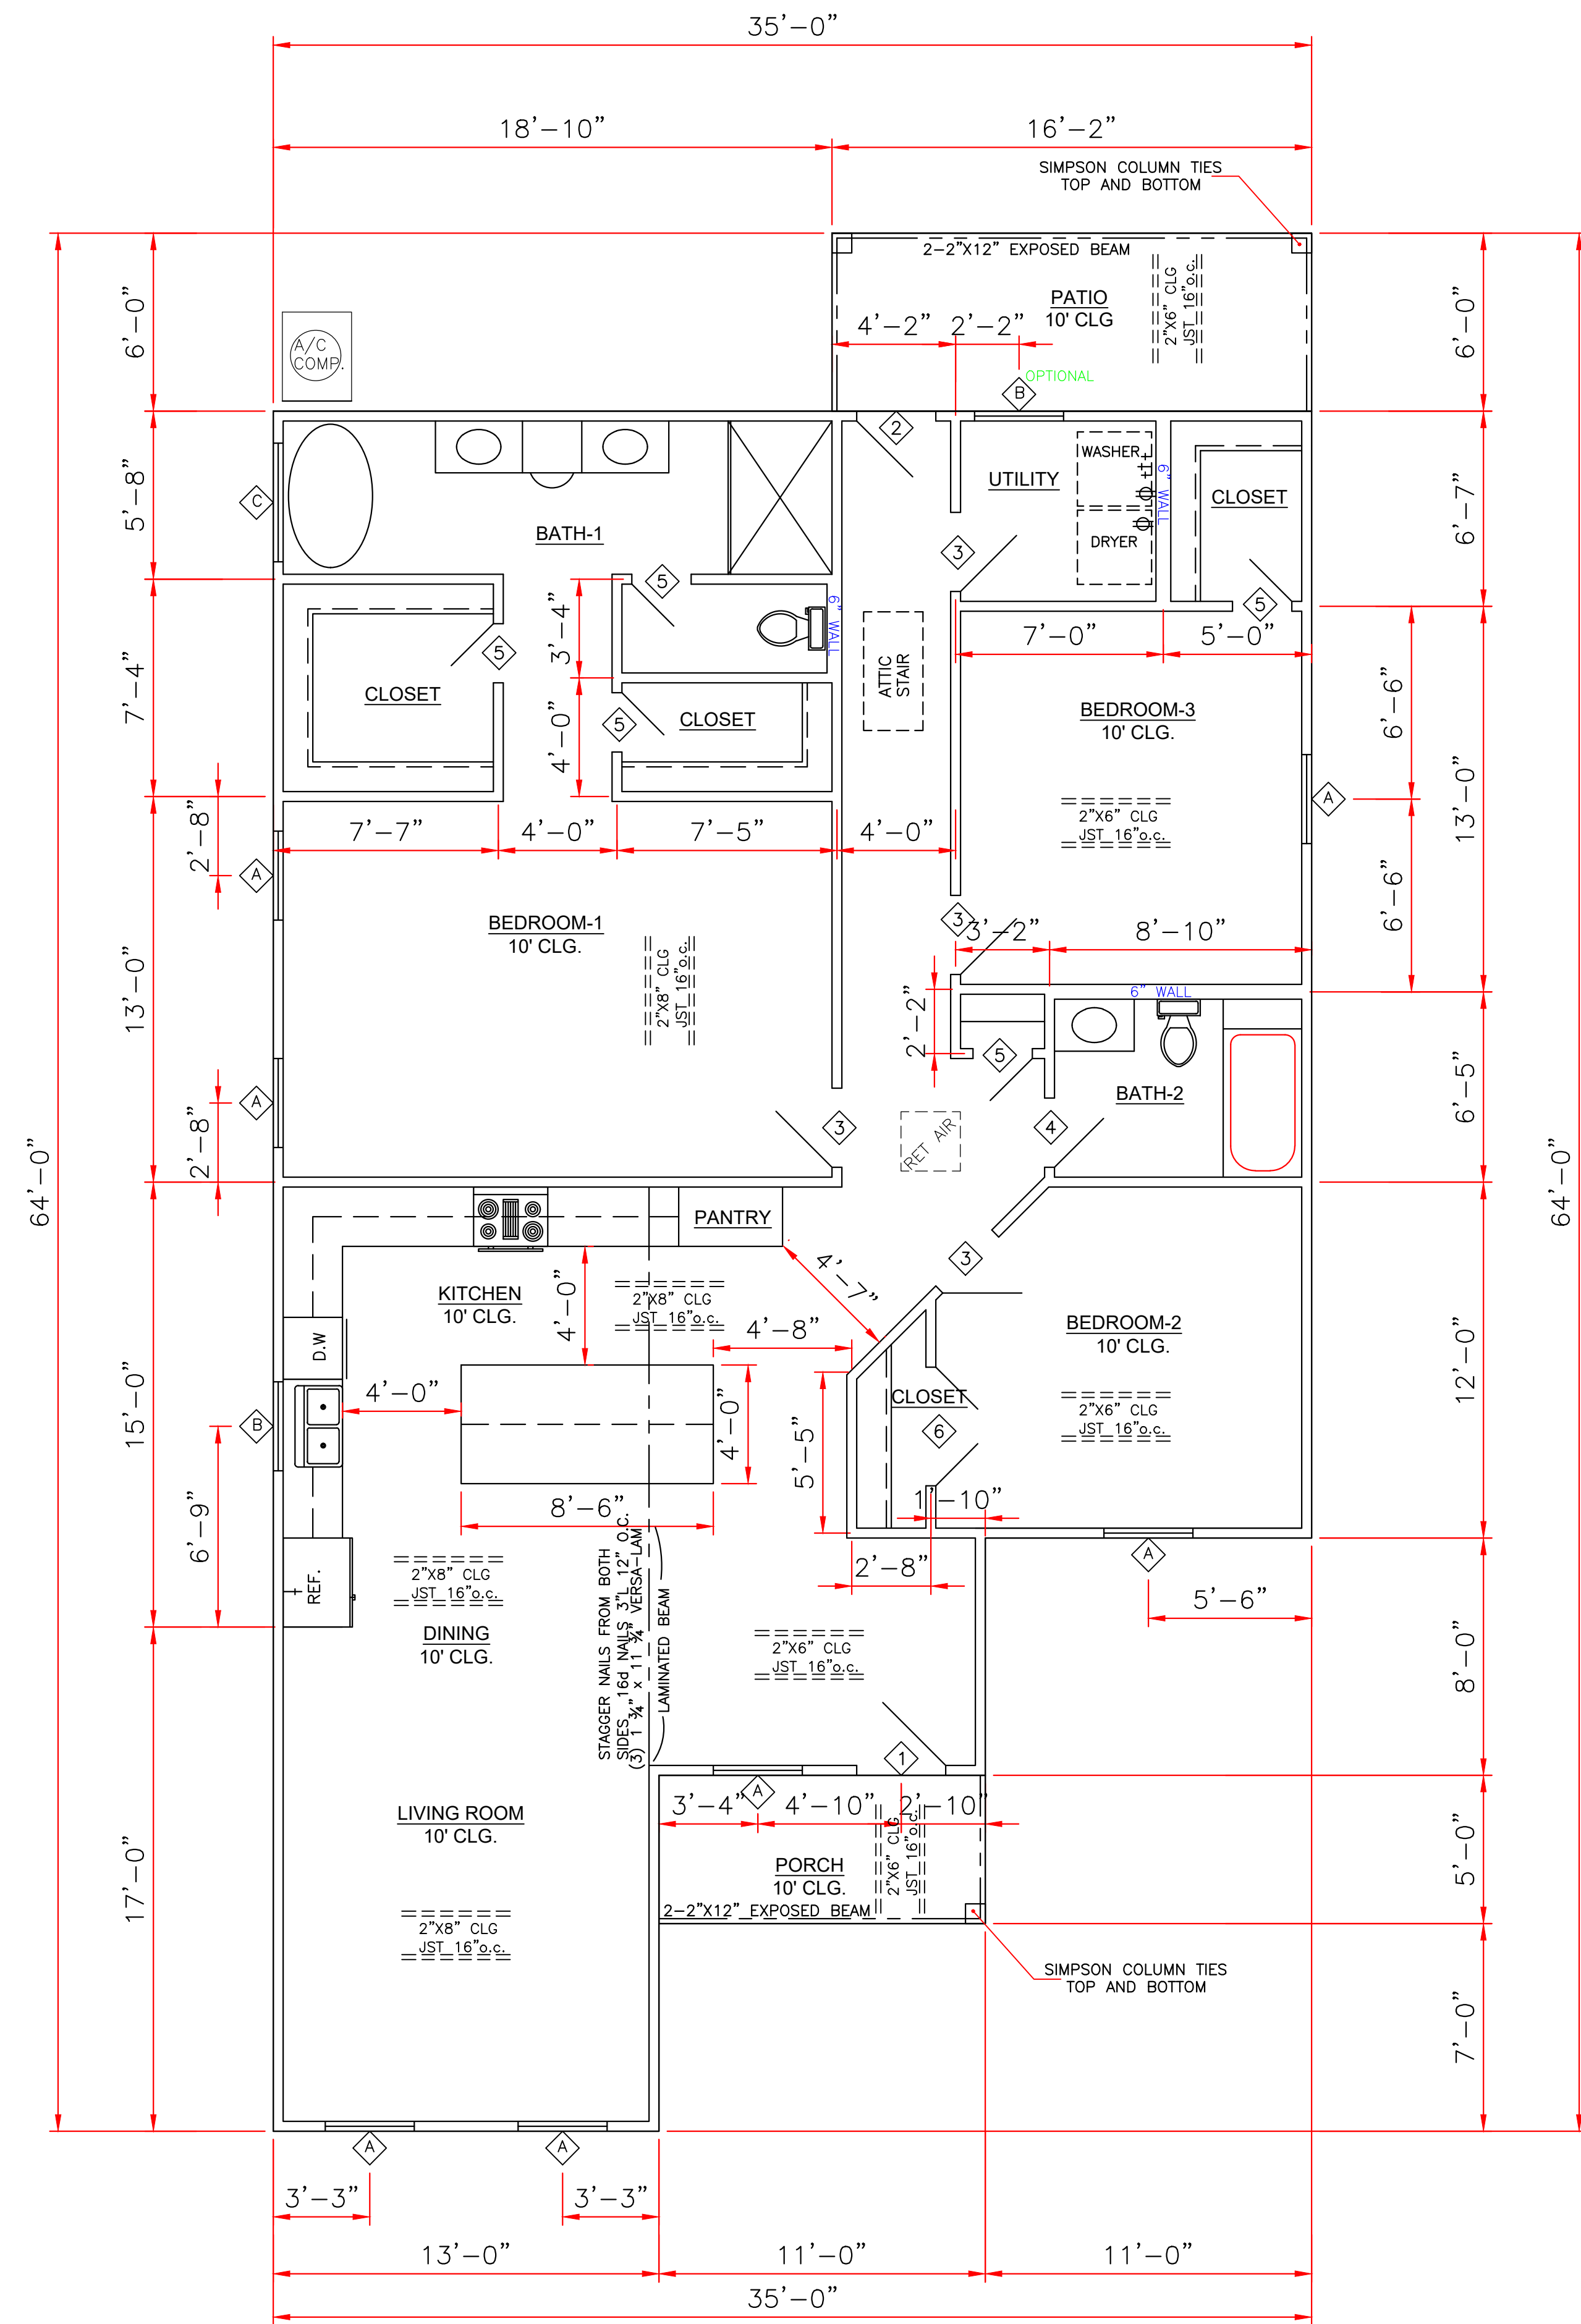 35'-0"
18'-10"
16'-2"
SIMPSON COLUMN TIES
TOP AND BOTTOM
2-2"X12" EXPOSED BEAM
PATIO
10' CLG
2"X6" CLG
JST 16"o.c.
4'-2"
2'-2"
OPTIONAL
B
6'-0"
6'-0"
A/C
COMP.
2
C
5'-8"
BATH-1
UTILITY
WASHER
DRYER
6" WALL
CLOSET
6'-7"
3
5
5
5
3'-4"
6" WALL
ATTIC
STAIR
7'-0"
5'-0"
7'-4"
CLOSET
4'-0"
5
CLOSET
BEDROOM-3
10' CLG.
6'-6"
13'-0"
A
2'-8"
A
7'-7"
4'-0"
7'-5"
4'-0"
2"X6" CLG
JST 16"o.c.
6'-6"
BEDROOM-1
10' CLG.
2"X8" CLG
JST 16"o.c.
3
3'-2"
8'-10"
13'-0"
6" WALL
2'-2"
5
BATH-2
6'-5"
A
2'-8"
3
RET AIR
4
64'-0"
64'-0"
PANTRY
3
4'-7"
KITCHEN
10' CLG.
4'-0"
2"X8" CLG
JST 16"o.c.
4'-8"
BEDROOM-2
10' CLG.
12'-0"
D.W
4'-0"
4'-0"
CLOSET
2"X6" CLG
JST 16"o.c.
15'-0"
B
5'-5"
6
6'-9"
8'-6"
1'-10"
REF.
2"X8" CLG
JST 16"o.c.
2'-8"
A
5'-6"
STAGGER NAILS FROM BOTH
SIDES 16d NAILS 3"L 12" O.C.
(3) 1 ¾" x 11 ¾" VERSA-LAM
LAMINATED BEAM
DINING
10' CLG.
2"X6" CLG
JST 16"o.c.
8'-0"
1
A
3'-4"
4'-10"
2'-10"
LIVING ROOM
10' CLG.
2"X6" CLG
JST 16"o.c.
PORCH
10' CLG.
2-2"X12" EXPOSED BEAM
5'-0"
17'-0"
2"X8" CLG
JST 16"o.c.
SIMPSON COLUMN TIES
TOP AND BOTTOM
7'-0"
A
A
3'-3"
3'-3"
13'-0"
11'-0"
11'-0"
35'-0"